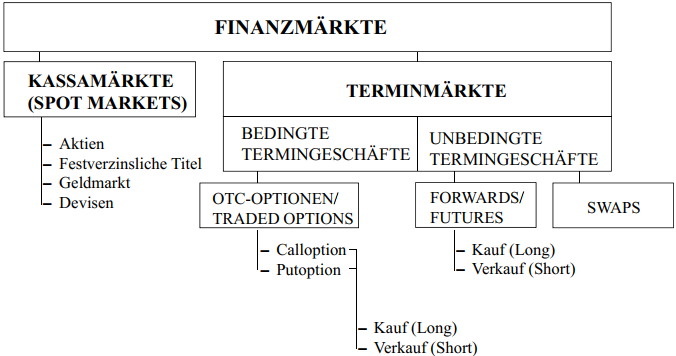 FINANZMÄRKTE
KASSAMÄRKTE
(SPOT MARKETS)
– Aktien
– Festverzinsliche Titel
– Geldmarkt
– Devisen
TERMINMÄRKTE
BEDINGTE
TERMINGESCHÄFTE
UNBEDINGTE
TERMINGESCHÄFTE
OTC-OPTIONEN/
TRADED OPTIONS
– Calloption
– Putoption
– Kauf (Long)
– Verkauf (Short)
FORWARDS/
FUTURES
– Kauf (Long)
– Verkauf (Short)
SWAPS